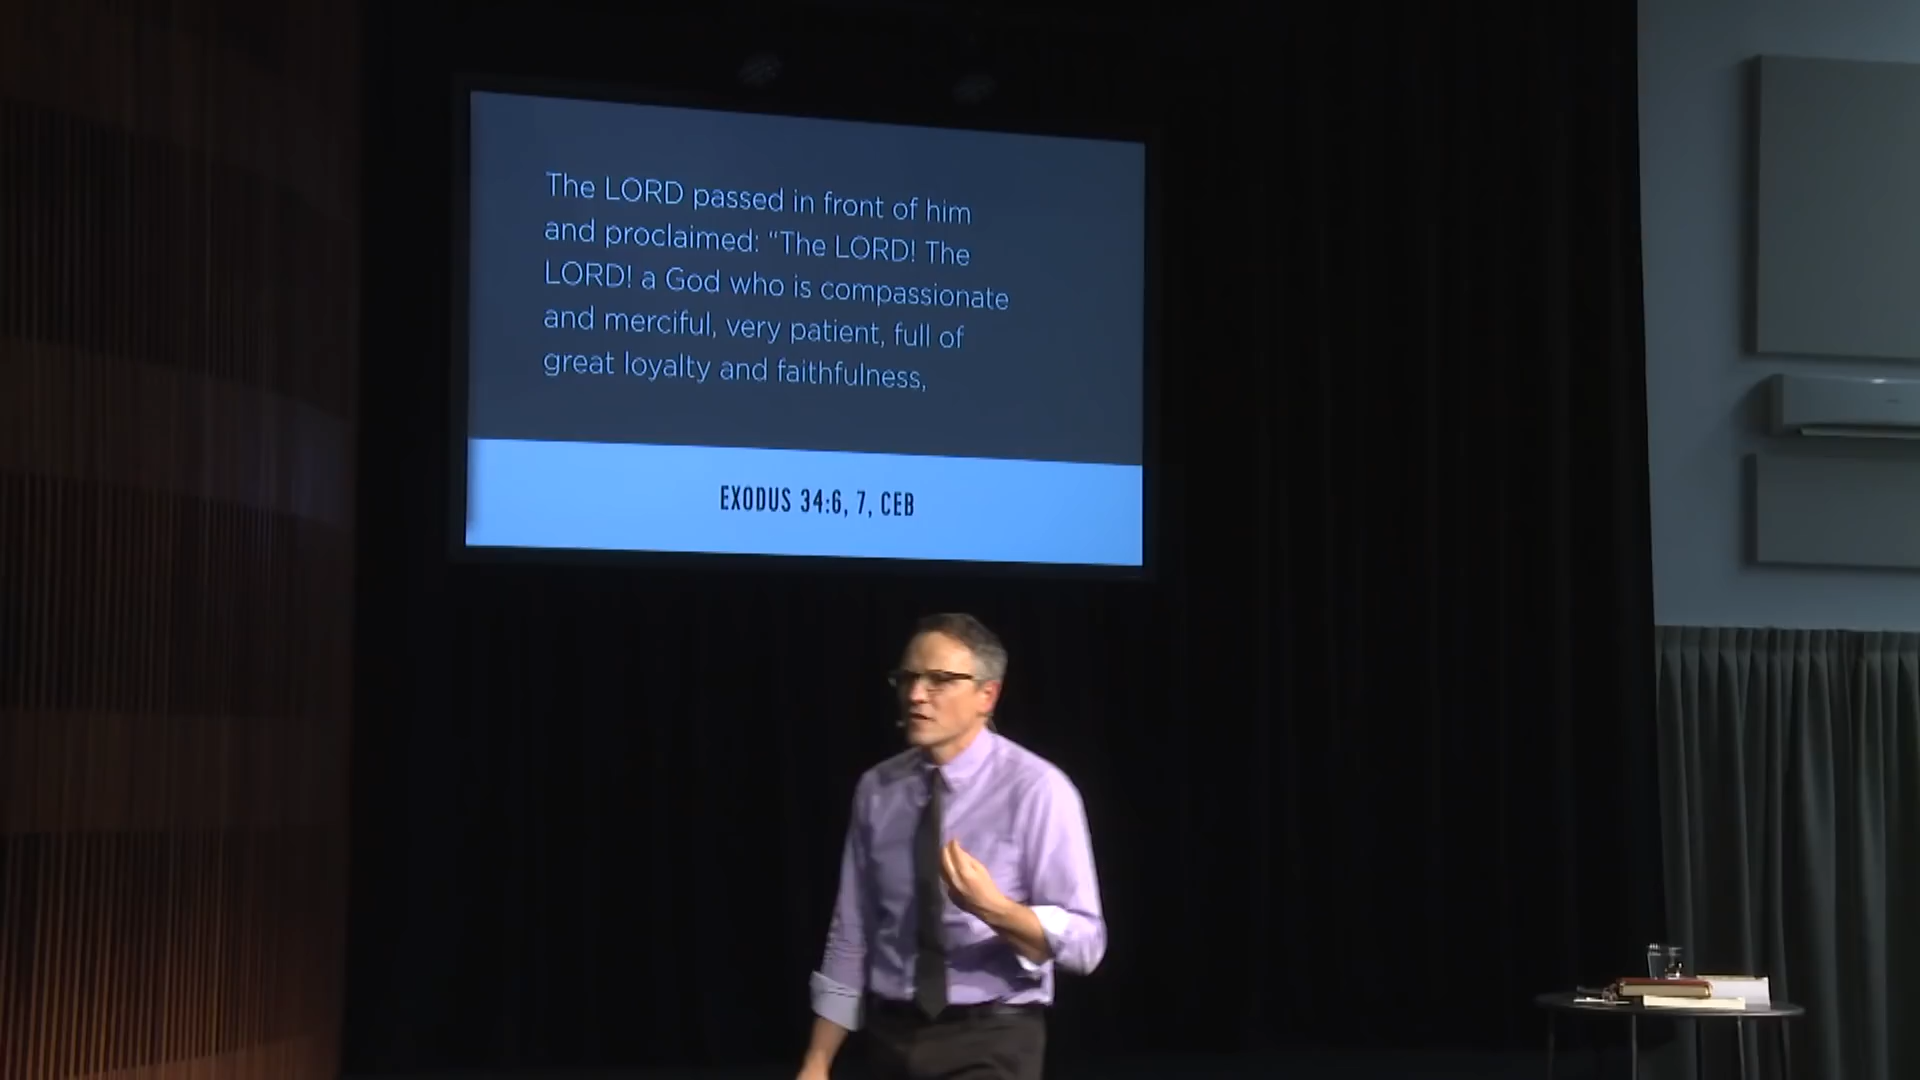 The LORD passed in front of him
and proclaimed: “The LORD! The
LORD! a God who is compassionate
and merciful, very patient, full of
great loyalty and faithfulness,
EXODUS 34:6, 7, CEB